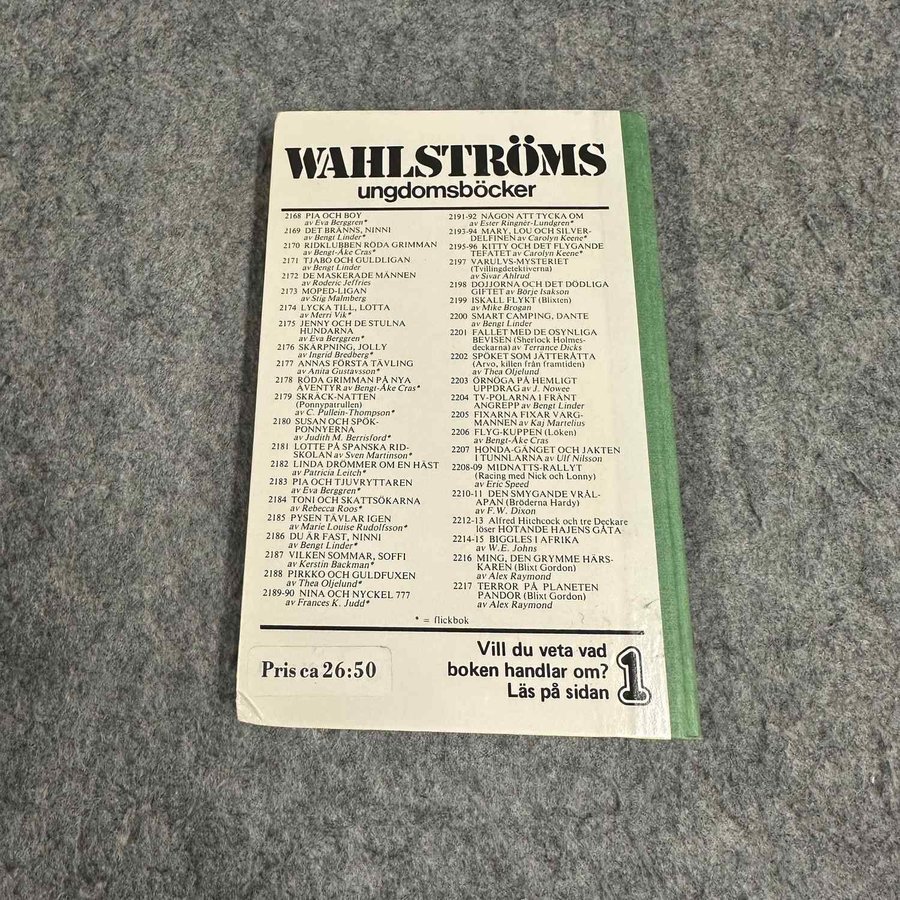 WAHLSTRÖMS
ungdomsböcker
2168 PIA OCH BOY
av Eva Berggren*
2169 DET BRÄNNS, NINNI
av Bengt Linder*
2170 RIDKLUBBEN RÖDA GRIMMAN
av Bengt-Åke Cras*
2171 TJABO OCH GULDLIGAN
av Bengt Linder
2172 DE MASKERADE MÄNNEN
av Roderic Jeffries
2173 MOPED-LIGAN
av Stig Malmberg
2174 LYCKA TILL, LOTTA
av Merri Vik*
2175 JENNY OCH DE STULNA
HUNDARNA
av Eva Berggren*
2176 SKÄRPNING, JOLLY
av Ingrid Bredberg*
2177 ANNAS FÖRSTA TÄVLING
av Anita Gustavsson*
2178 RÖDA GRIMMAN PÅ NYA
ÄVENTYR av Bengt-Åke Cras*
2179 SKRÄCK-NATTEN
(Ponnypatrullen)
av C. Pullein-Thompson*
2180 SUSAN OCH SPÖK-
PONNYERNA
av Judith M. Berrisford*
2181 LOTTE PÅ SPANSKA RID-
SKOLAN av Sven Martinson*
2182 LINDA DRÖMMER OM EN HÄST
av Patricia Leitch*
2183 PIA OCH TJUVRYTTAREN
av Eva Berggren*
2184 TONI OCH SKATTSÖKARNA
av Rebecca Roos*
2185 PYSEN TÄVLAR IGEN
av Marie Louise Rudolfsson*
2186 DU ÄR FAST, NINNI
av Bengt Linder*
2187 VILKEN SOMMAR, SOFFI
av Kerstin Backman*
2188 PIRKKO OCH GULDFUXEN
av Thea Oljelund*
2189-90 NINA OCH NYCKEL 777
av Frances K. Judd*
2191-92 NÅGON ATT TYCKA OM
av Ester Ringnér-Lundgren*
2193-94 MARY, LOU OCH SILVER-
DELFINEN av Carolyn Keene*
2195-96 KITTY OCH DET FLYGANDE
TEFATET av Carolyn Keene*
2197 VARULVS-MYSTERIET
(Tvillingdetektiverna)
av Sivar Ahlrud
2198 DOJJORNA OCH DET DÖDLIGA
GIFTET av Börje Isakson
2199 ISKALL FLYKT (Blixten)
av Mike Brogan
2200 SMART CAMPING, DANTE
av Bengt Linder
2201 FALLET MED DE OSYNLIGA
BEVISEN (Sherlock Holmes-
deckarna) av Terrance Dicks
2202 SPÖKET SOM JÄTTERÅTTA
(Arvo, killen från framtiden)
av Thea Oljelund
2203 ÖRNÖGA PÅ HEMLIGT
UPPDRAG av J. Nowee
2204 TV-POLARNA I FRÄNT
ANGREPP av Bengt Linder
2205 FIXARNA FIXAR VARG-
MANNEN av Kaj Martelius
2206 FLYG-KUPPEN (Loken)
av Bengt-Åke Cras
2207 HONDA-GÄNGET OCH JAKTEN
I TUNNLARNA av Ulf Nilsson
2208-09 MIDNATTS-RALLYT
(Racing med Nick och Lonny)
av Eric Speed
2210-11 DEN SMYGANDE VRÅL-
APAN (Bröderna Hardy)
av F.W. Dixon
2212-13 Alfred Hitchcock och tre Deckare
löser HOTANDE HAJENS GÅTA
2214-15 BIGGLES I AFRIKA
av W.E. Johns
2216 MING, DEN GRYMME HÄRS-
KAREN (Blixt Gordon)
av Alex Raymond
2217 TERROR PÅ PLANETEN
PANDOR (Blixt Gordon)
av Alex Raymond
* = flickbok
Pris ca 26:50
Vill du veta vad
boken handlar om?
Läs på sidan 1